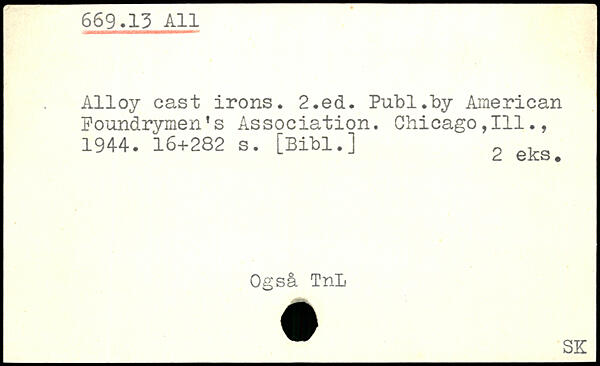 669.13 All
Alloy cast irons. 2.ed. Publ.by American
Foundrymen's Association. Chicago,Ill.,
1944. 16+282 s. [Bibl.]
2 eks.
Også TnL
SK